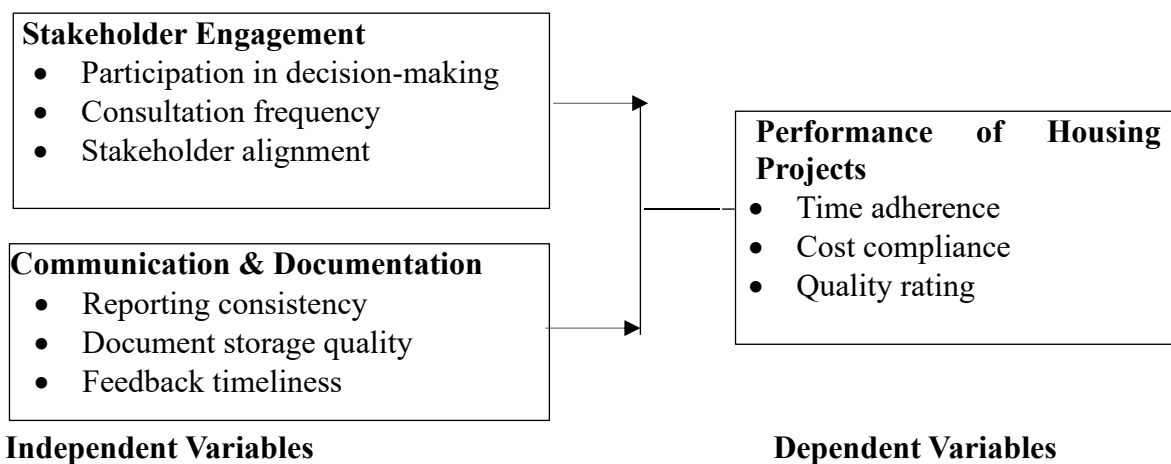 Stakeholder Engagement
• Participation in decision-making
• Consultation frequency
• Stakeholder alignment
Performance of Housing
Projects
• Time adherence
• Cost compliance
• Quality rating
Communication & Documentation
• Reporting consistency
• Document storage quality
• Feedback timeliness
Independent Variables
Dependent Variables